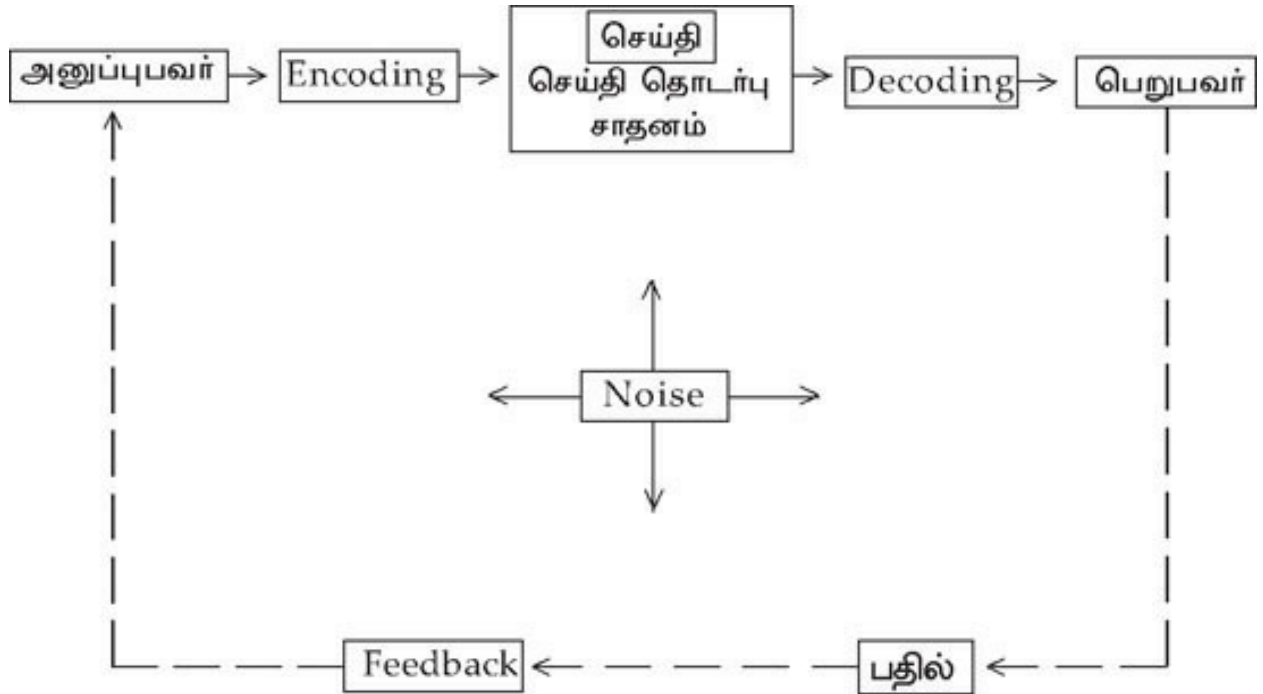 அனுப்புபவர்
Encoding
செய்தி
செய்தி தொடர்பு
சாதனம்
Decoding
பெறுபவர்
Noise
Feedback
பதில்